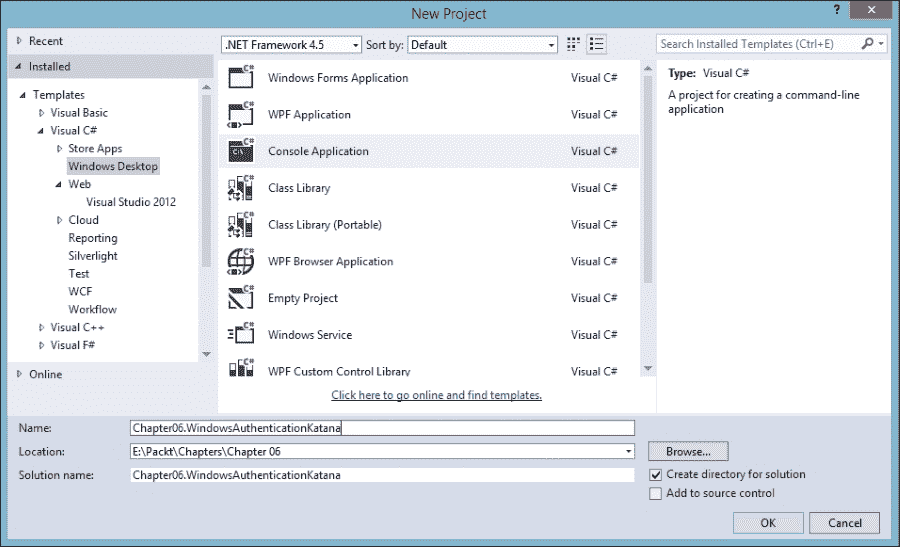 New Project
?
Recent
.NET Framework 4.5
Sort by: Default
Search Installed Templates (Ctrl+E)
Installed
Templates
Visual Basic
Visual C#
Store Apps
Windows Desktop
Web
Visual Studio 2012
Cloud
Reporting
Silverlight
Test
WCF
Workflow
Visual C++
Visual F#
Online
Windows Forms Application Visual C#
WPF Application Visual C#
Console Application Visual C#
Class Library Visual C#
Class Library (Portable) Visual C#
WPF Browser Application Visual C#
Empty Project Visual C#
Windows Service Visual C#
WPF Custom Control Library Visual C#
Click here to go online and find templates.
Type: Visual C#
A project for creating a command-line
application
Name: Chapter06.WindowsAuthenticationKatana
Location: E:\Packt\Chapters\Chapter 06
Browse...
Solution name: Chapter06.WindowsAuthenticationKatana
Create directory for solution
Add to source control
OK
Cancel